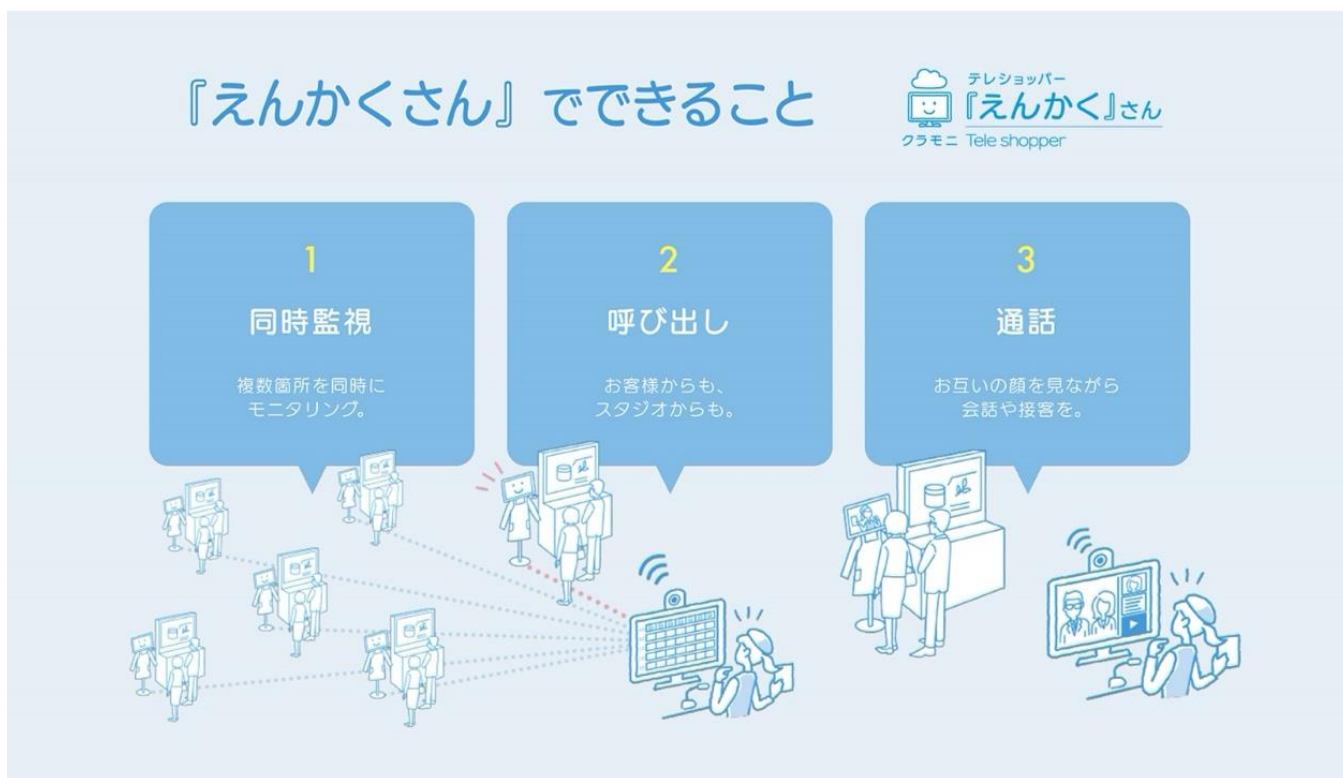 『えんかくさん』でできること
テレショッパー
『えんかく』さん
クラモニ Tele shopper
1
同時監視
複数箇所を同時に
モニタリング。
2
呼び出し
お客様からも、
スタジオからも。
3
通話
お互いの顔を見ながら
会話や接客を。